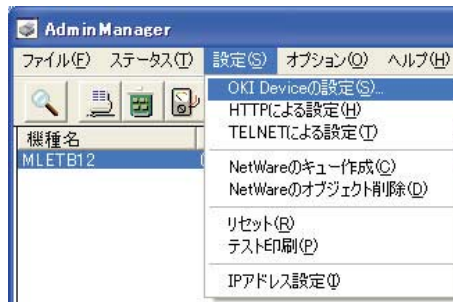 AdminManager
ファイル(F) ステータス(T) 設定(S) オプション(O) ヘルプ(H)
OKI Deviceの設定(S)...
HTTPによる設定(H)
TELNETによる設定(T)
機種名
MLETB12
NetWareのキュー作成(C)
NetWareのオブジェクト削除(D)
リセット(R)
テスト印刷(P)
IPアドレス設定(I)